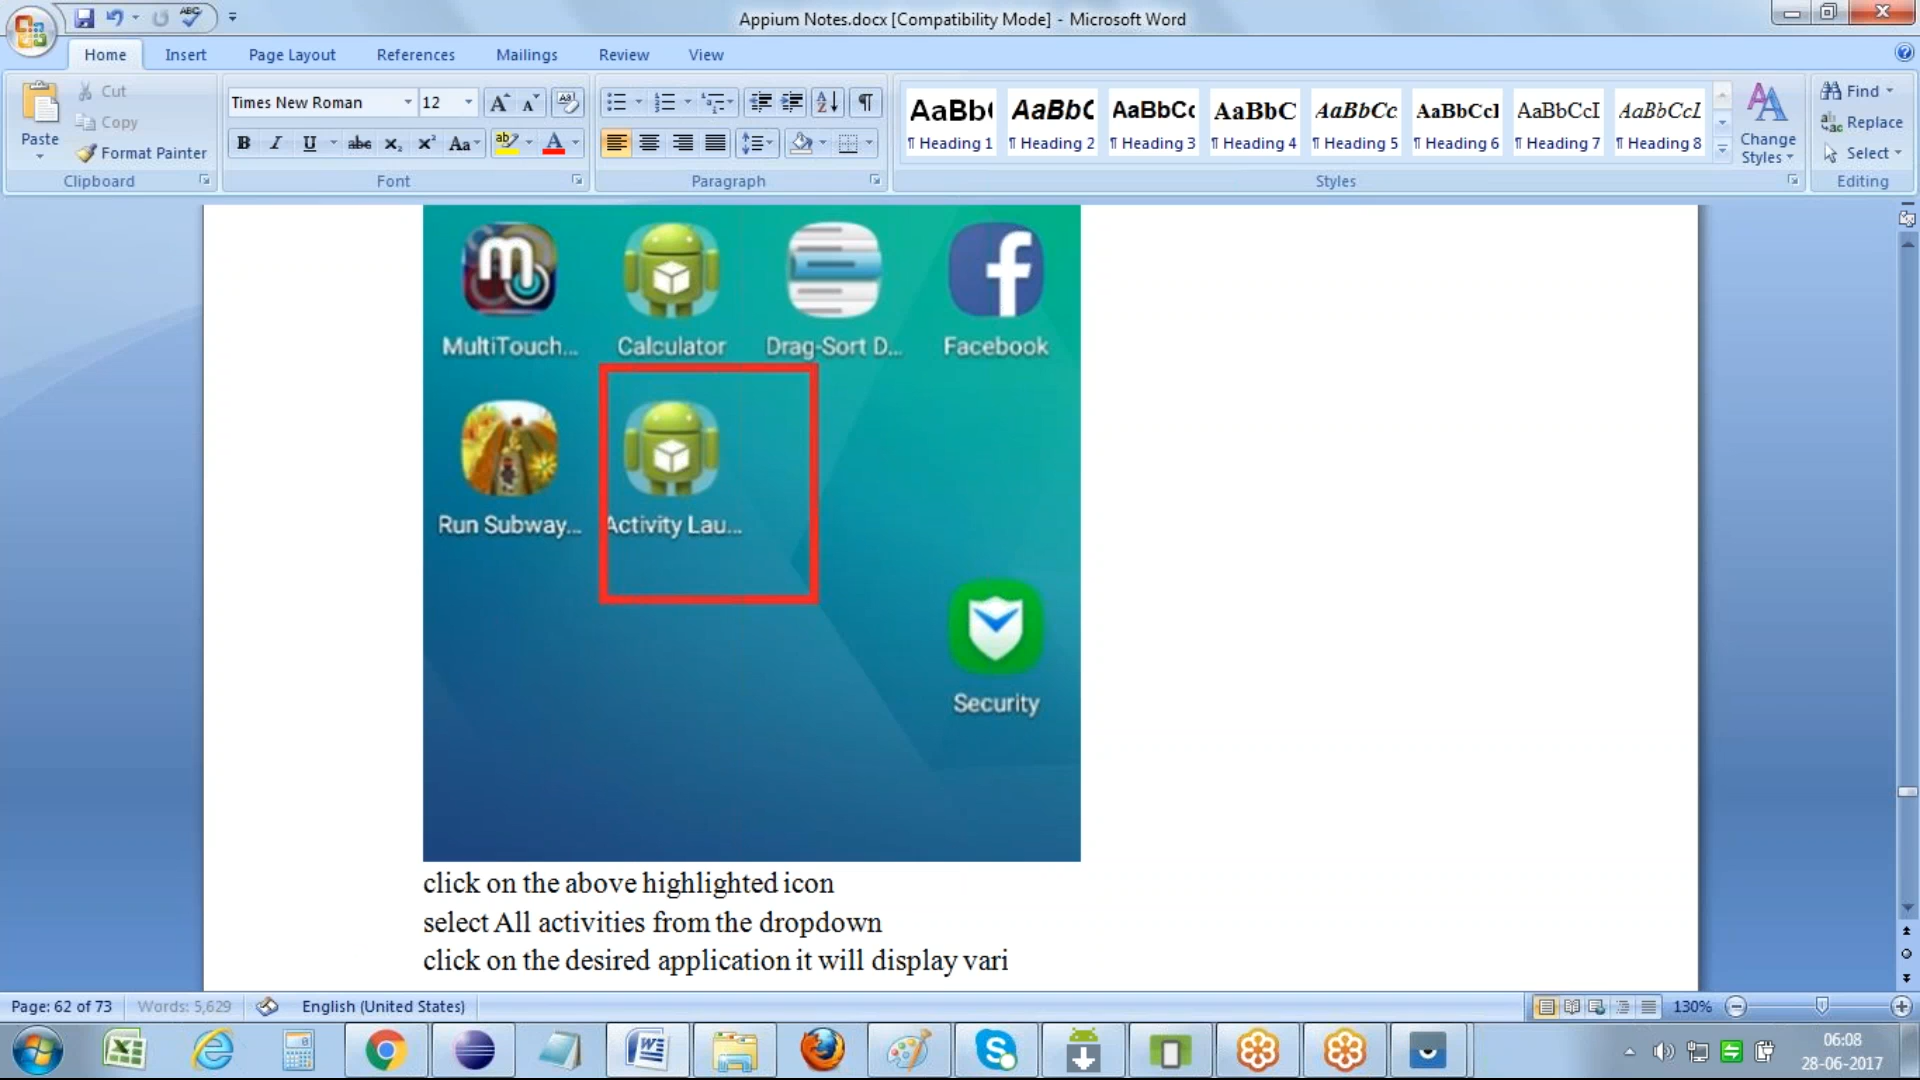 Appium Notes.docx [Compatibility Mode] - Microsoft Word
Home Insert Page Layout References Mailings Review View
Paste
Cut
Copy
Format Painter
Clipboard
Times New Roman 12
Font
Paragraph
AaBb( AaBbC AaBbCc AaBbC AaBbCc AaBbCcI AaBbCcI AaBbCcI
¶ Heading 1 ¶ Heading 2 ¶ Heading 3 ¶ Heading 4 ¶ Heading 5 ¶ Heading 6 ¶ Heading 7 ¶ Heading 8
Styles
Change Styles
Find
Replace
Select
Editing
MultiTouch... Calculator Drag-Sort D... Facebook
Run Subway... Activity Lau...
Security
click on the above highlighted icon
select All activities from the dropdown
click on the desired application it will display vari
Page: 62 of 73 Words: 5,629 English (United States) 130%
06:08
28-06-2017